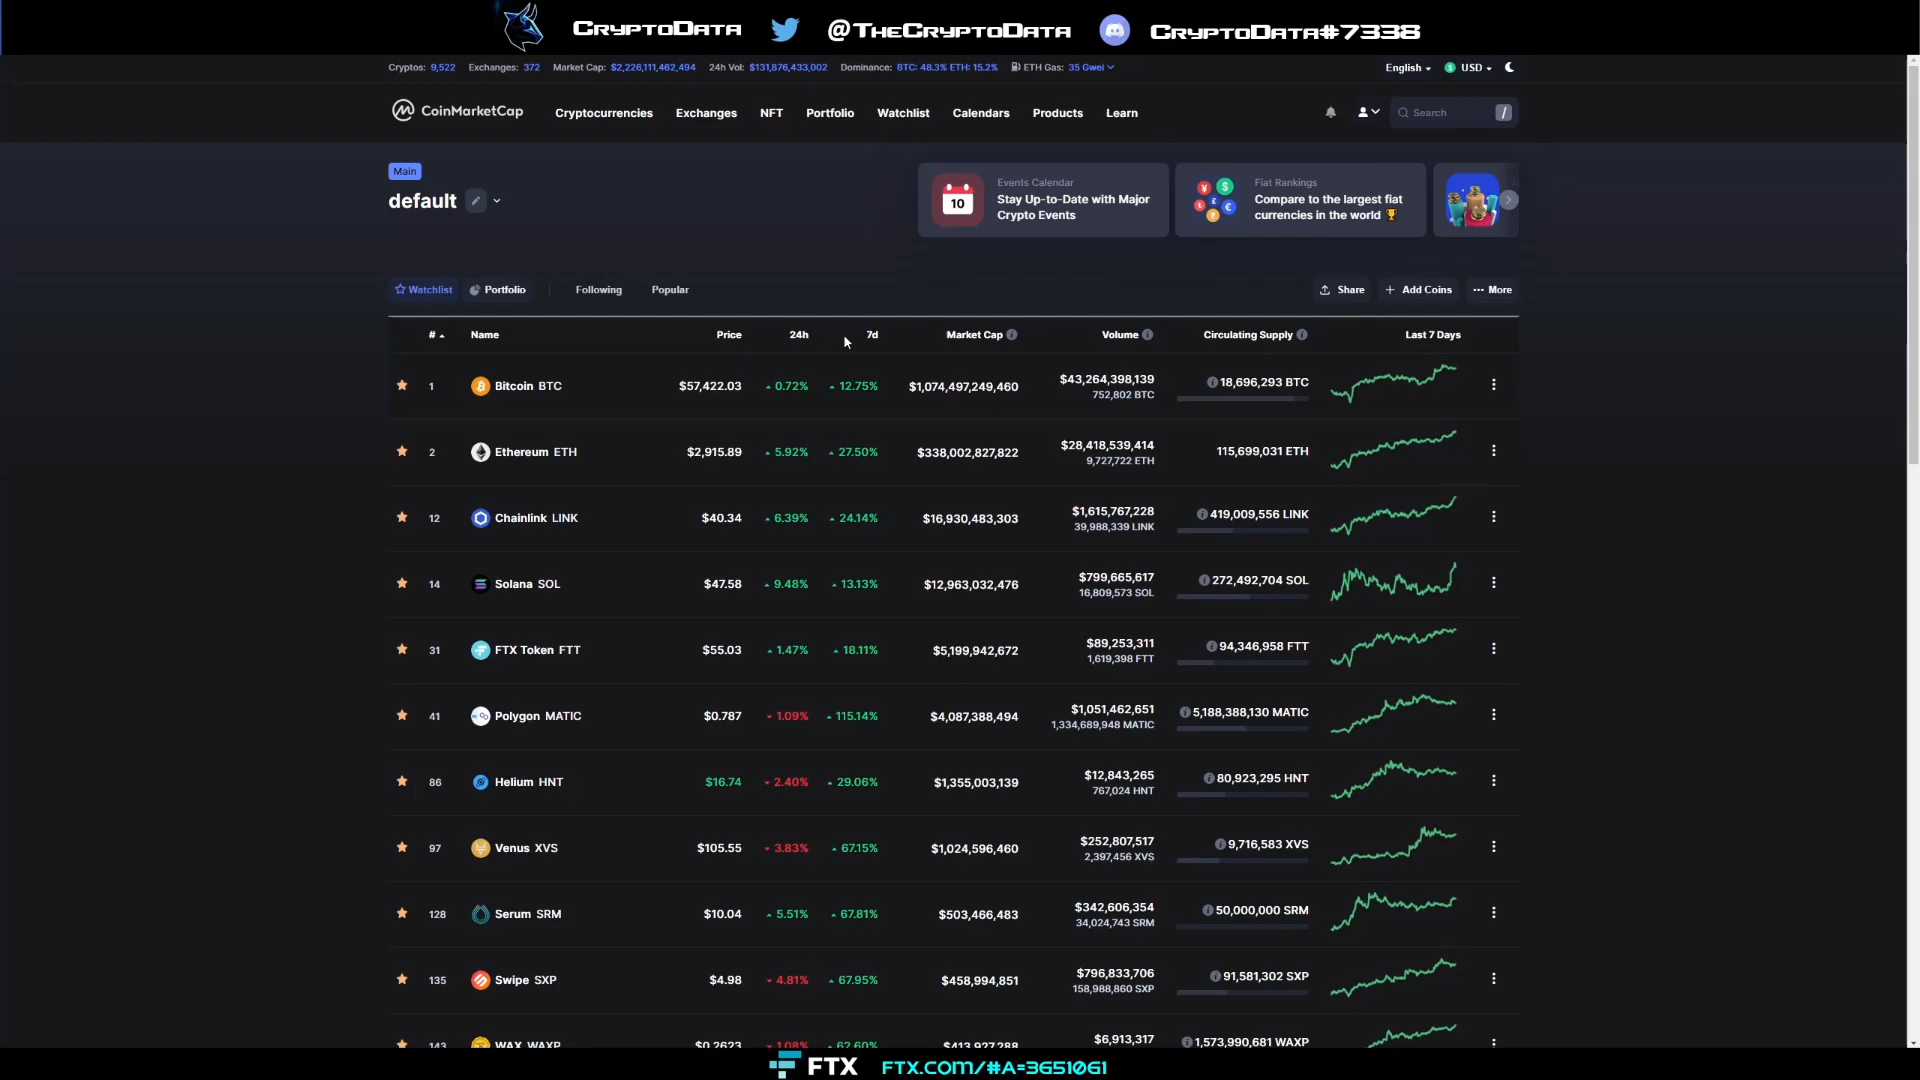 CryptoData @TheCryptoData CryptoData#7338
Cryptos: 9,522 Exchanges: 372 Market Cap: $2,226,111,462,494 24h Vol: $131,876,433,002 Dominance: BTC: 48.3% ETH: 15.2% ETH Gas: 35 Gwei English USD
CoinMarketCap Cryptocurrencies Exchanges NFT Portfolio Watchlist Calendars Products Learn Search /
Main
default
10
Events Calendar
Stay Up-to-Date with Major
Crypto Events
Fiat Rankings
Compare to the largest fiat
currencies in the world
Watchlist Portfolio Following Popular Share + Add Coins ··· More
# Name Price 24h 7d Market Cap Volume Circulating Supply Last 7 Days
1 Bitcoin BTC $57,422.03 0.72% 12.75% $1,074,497,249,460 $43,264,398,139 18,696,293 BTC
752,802 BTC
2 Ethereum ETH $2,915.89 5.92% 27.50% $338,002,827,822 $28,418,539,414 115,699,031 ETH
9,727,722 ETH
12 Chainlink LINK $40.34 6.39% 24.14% $16,930,483,303 $1,615,767,228 419,009,556 LINK
39,988,339 LINK
14 Solana SOL $47.58 9.48% 13.13% $12,963,032,476 $799,665,617 272,492,704 SOL
16,809,573 SOL
31 FTX Token FTT $55.03 1.47% 18.11% $5,199,942,672 $89,253,311 94,346,958 FTT
1,619,398 FTT
41 Polygon MATIC $0.787 1.09% 115.14% $4,087,388,494 $1,051,462,651 5,188,388,130 MATIC
1,334,689,948 MATIC
86 Helium HNT $16.74 2.40% 29.06% $1,355,003,139 $12,843,265 80,923,295 HNT
767,024 HNT
97 Venus XVS $105.55 3.83% 67.15% $1,024,596,460 $252,807,517 9,716,583 XVS
2,397,456 XVS
128 Serum SRM $10.04 5.51% 67.81% $503,466,483 $342,606,354 50,000,000 SRM
34,024,743 SRM
135 Swipe SXP $4.98 4.81% 67.95% $458,994,851 $796,833,706 91,581,302 SXP
158,988,860 SXP
143 WAX WAXP $0.2623 1.08% 62.60% $413,927,288 $6,913,317 1,573,990,681 WAXP
FTX FTX.com/#a=3651061